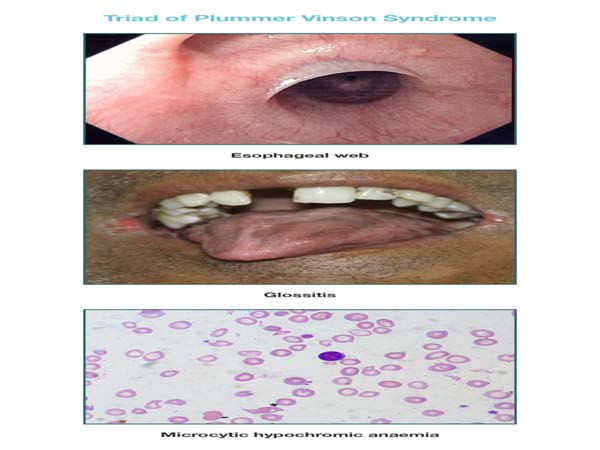 Triad of Plummer Vinson Syndrome
Esophageal web
Glossitis
Microcytic hypochromic anaemia